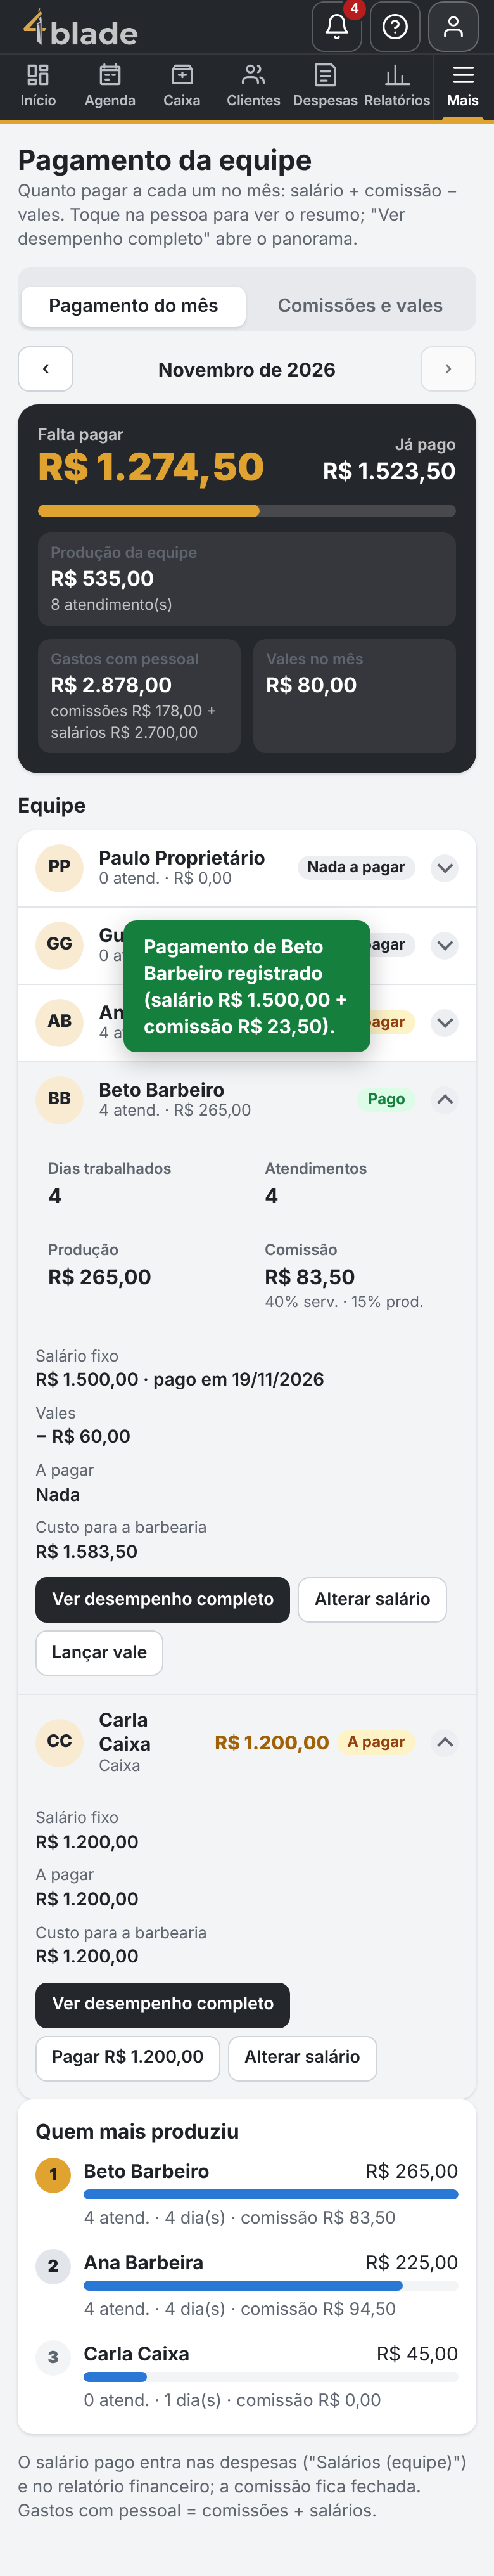 4blade
4
Início
Agenda
Caixa
Clientes
Despesas
Relatórios
Mais
Pagamento da equipe
Quanto pagar a cada um no mês: salário + comissão −
vales. Toque na pessoa para ver o resumo; "Ver
desempenho completo" abre o panorama.
Pagamento do mês
Comissões e vales
‹
Novembro de 2026
›
Falta pagar
R$ 1.274,50
Já pago
R$ 1.523,50
Produção da equipe
R$ 535,00
8 atendimento(s)
Gastos com pessoal
R$ 2.878,00
comissões R$ 178,00 +
salários R$ 2.700,00
Vales no mês
R$ 80,00
Equipe
PP
Paulo Proprietário
0 atend. · R$ 0,00
Nada a pagar
GG
Gu
0 at
pagar
AB
An
4 at
pagar
Pagamento de Beto
Barbeiro registrado
(salário R$ 1.500,00 +
comissão R$ 23,50).
BB
Beto Barbeiro
4 atend. · R$ 265,00
Pago
Dias trabalhados
4
Atendimentos
4
Produção
R$ 265,00
Comissão
R$ 83,50
40% serv. · 15% prod.
Salário fixo
R$ 1.500,00 · pago em 19/11/2026
Vales
− R$ 60,00
A pagar
Nada
Custo para a barbearia
R$ 1.583,50
Ver desempenho completo
Alterar salário
Lançar vale
CC
Carla
Caixa
Caixa
R$ 1.200,00
A pagar
Salário fixo
R$ 1.200,00
A pagar
R$ 1.200,00
Custo para a barbearia
R$ 1.200,00
Ver desempenho completo
Pagar R$ 1.200,00
Alterar salário
Quem mais produziu
1
Beto Barbeiro
R$ 265,00
4 atend. · 4 dia(s) · comissão R$ 83,50
2
Ana Barbeira
R$ 225,00
4 atend. · 4 dia(s) · comissão R$ 94,50
3
Carla Caixa
R$ 45,00
0 atend. · 1 dia(s) · comissão R$ 0,00
O salário pago entra nas despesas ("Salários (equipe)")
e no relatório financeiro; a comissão fica fechada.
Gastos com pessoal = comissões + salários.